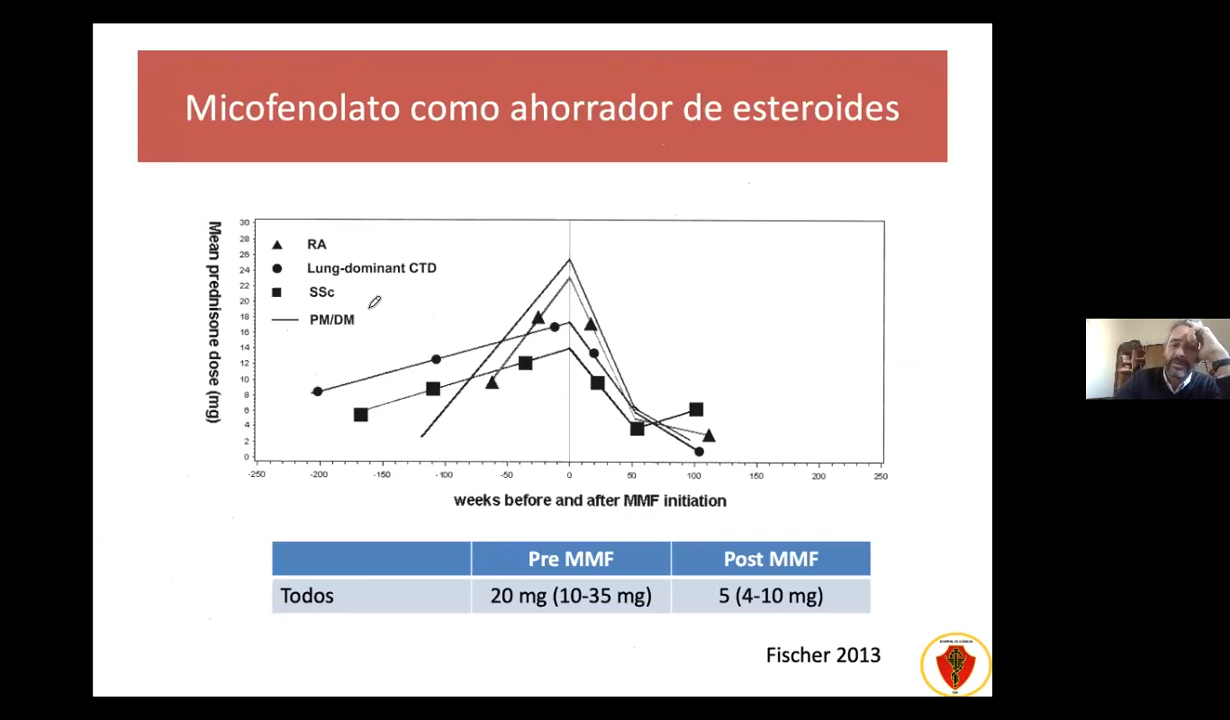 Micofenolato como ahorrador de esteroides
Mean prednisone dose (mg)
30
28
26
24
22
20
18
16
14
12
10
8
6
4
2
0
RA
Lung-dominant CTD
SSc
PM/DM
-250 -200 -150 -100 -50 0 50 100 150 200 250
weeks before and after MMF initiation
Pre MMF Post MMF
Todos 20 mg (10-35 mg) 5 (4-10 mg)
Fischer 2013